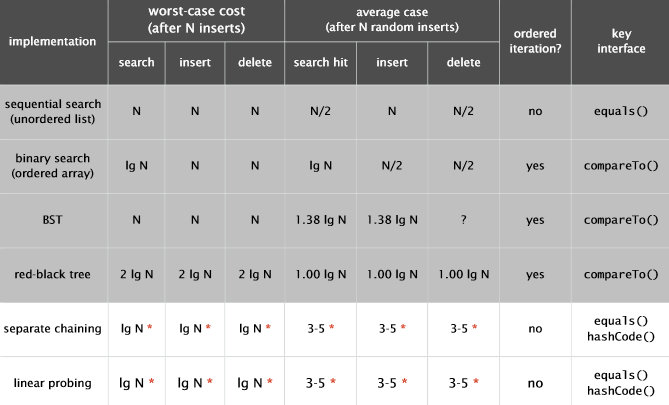 implementation
worst-case cost
(after N inserts)
average case
(after N random inserts)
ordered
iteration?
key
interface
search insert delete search hit insert delete
sequential search
(unordered list)
N N N N/2 N N/2 no equals()
binary search
(ordered array)
lg N N N lg N N/2 N/2 yes compareTo()
BST N N N 1.38 lg N 1.38 lg N ? yes compareTo()
red-black tree 2 lg N 2 lg N 2 lg N 1.00 lg N 1.00 lg N 1.00 lg N yes compareTo()
separate chaining lg N * lg N * lg N * 3-5 * 3-5 * 3-5 * no equals()
hashCode()
linear probing lg N * lg N * lg N * 3-5 * 3-5 * 3-5 * no equals()
hashCode()